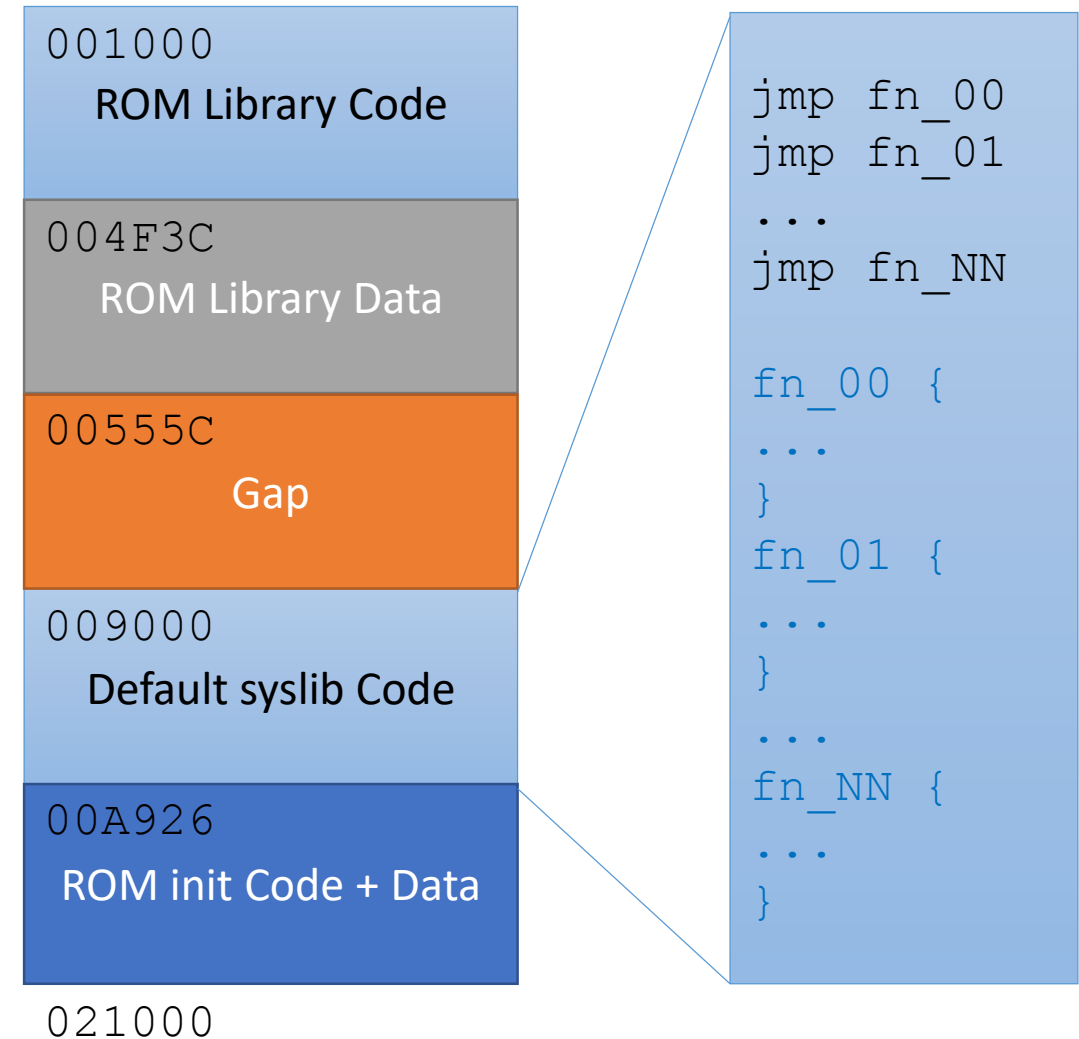 001000
ROM Library Code
004F3C
ROM Library Data
00555C
Gap
009000
Default syslib Code
00A926
ROM init Code + Data
021000
jmp fn_00
jmp fn_01
...
jmp fn_NN
fn_00 {
...
}
fn_01 {
...
}
...
fn_NN {
...
}